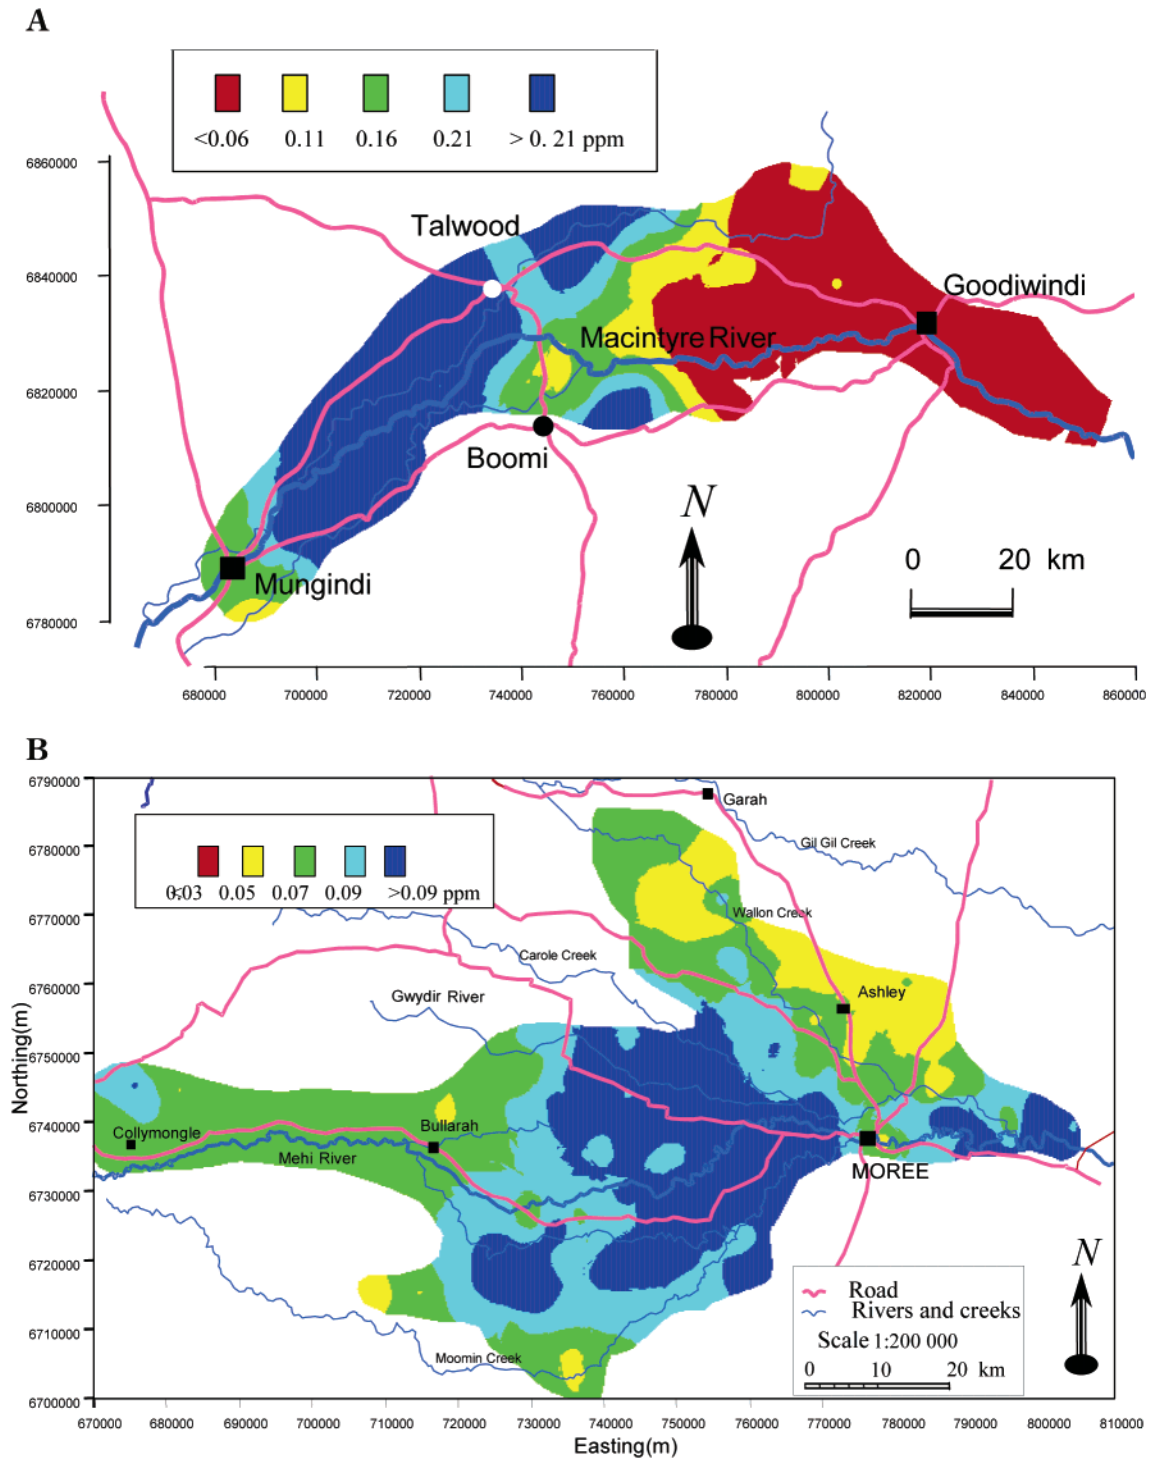 A
<0.06 0.11 0.16 0.21 > 0. 21 ppm
6860000
Talwood
6840000
Goodiwindi
Macintyre River
6820000
Boomi
6800000
N
0 20 km
Mungindi
6780000
680000 700000 720000 740000 760000 780000 800000 820000 840000 860000
B
6790000
Garah
Gil Gil Creek
6780000
0.05 0.07 0.09 >0.09 ppm
6770000
Wallon Creek
Carole Creek
6760000
Gwydir River
Ashley
6750000
Northing(m)
6740000
Collymongle
Bullarah
Mehi River
MOREE
6730000
N
6720000
Road
Rivers and creeks
6710000
Scale 1:200 000
Moomin Creek
0 10 20 km
6700000
670000 680000 690000 700000 710000 720000 730000 740000 750000 760000 770000 780000 790000 800000 810000
Easting(m)